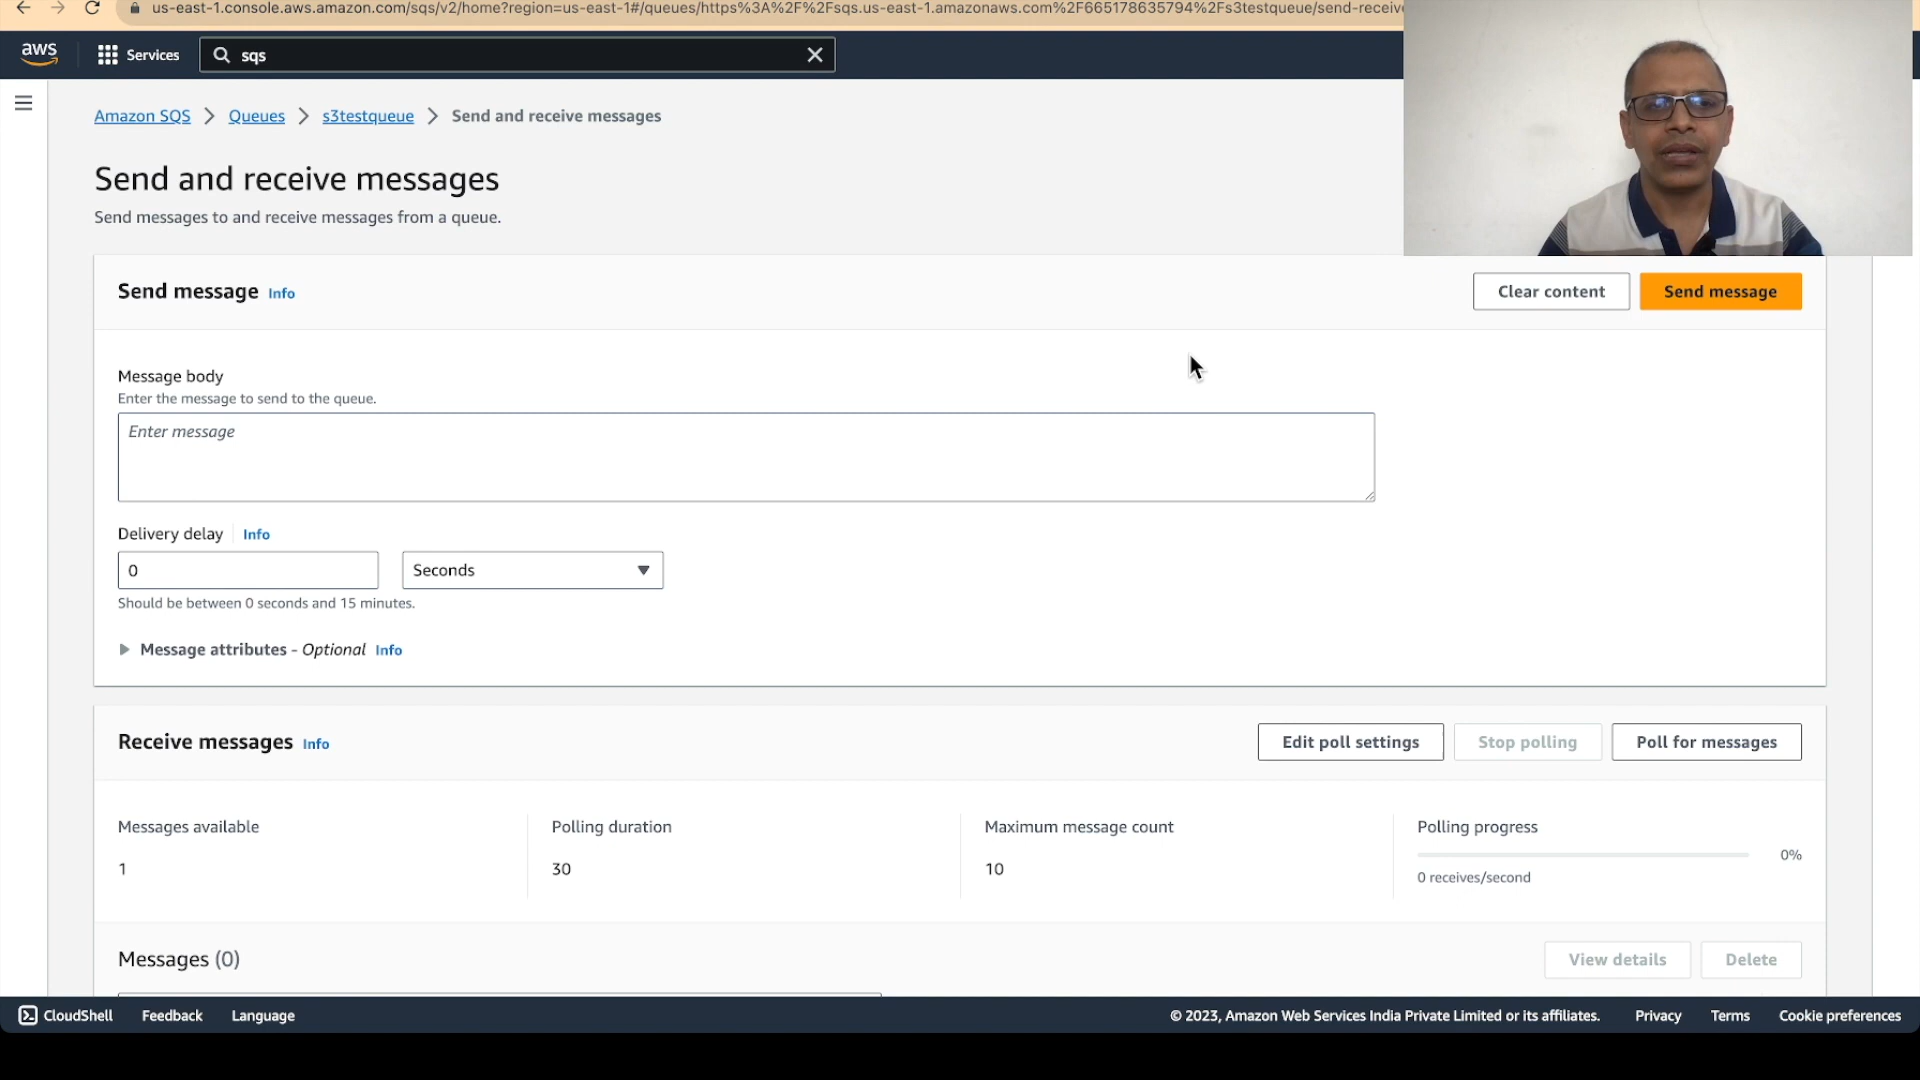 us-east-1.console.aws.amazon.com/sqs/v2/home?region=us-east-1#/queues/https%3A%2F%2Fsqs.us-east-1.amazonaws.com%2F665178635794%2Fs3testqueue/send-receive
aws Services sqs
Amazon SQS Queues s3testqueue Send and receive messages
Send and receive messages
Send messages to and receive messages from a queue.
Send message Info Clear content Send message
Message body
Enter the message to send to the queue.
Enter message
Delivery delay Info
0 Seconds
Should be between 0 seconds and 15 minutes.
Message attributes - Optional Info
Receive messages Info Edit poll settings Stop polling Poll for messages
Messages available Polling duration Maximum message count Polling progress
1 30 10 0%
0 receives/second
Messages (0) View details Delete
CloudShell Feedback Language © 2023, Amazon Web Services India Private Limited or its affiliates. Privacy Terms Cookie preferences